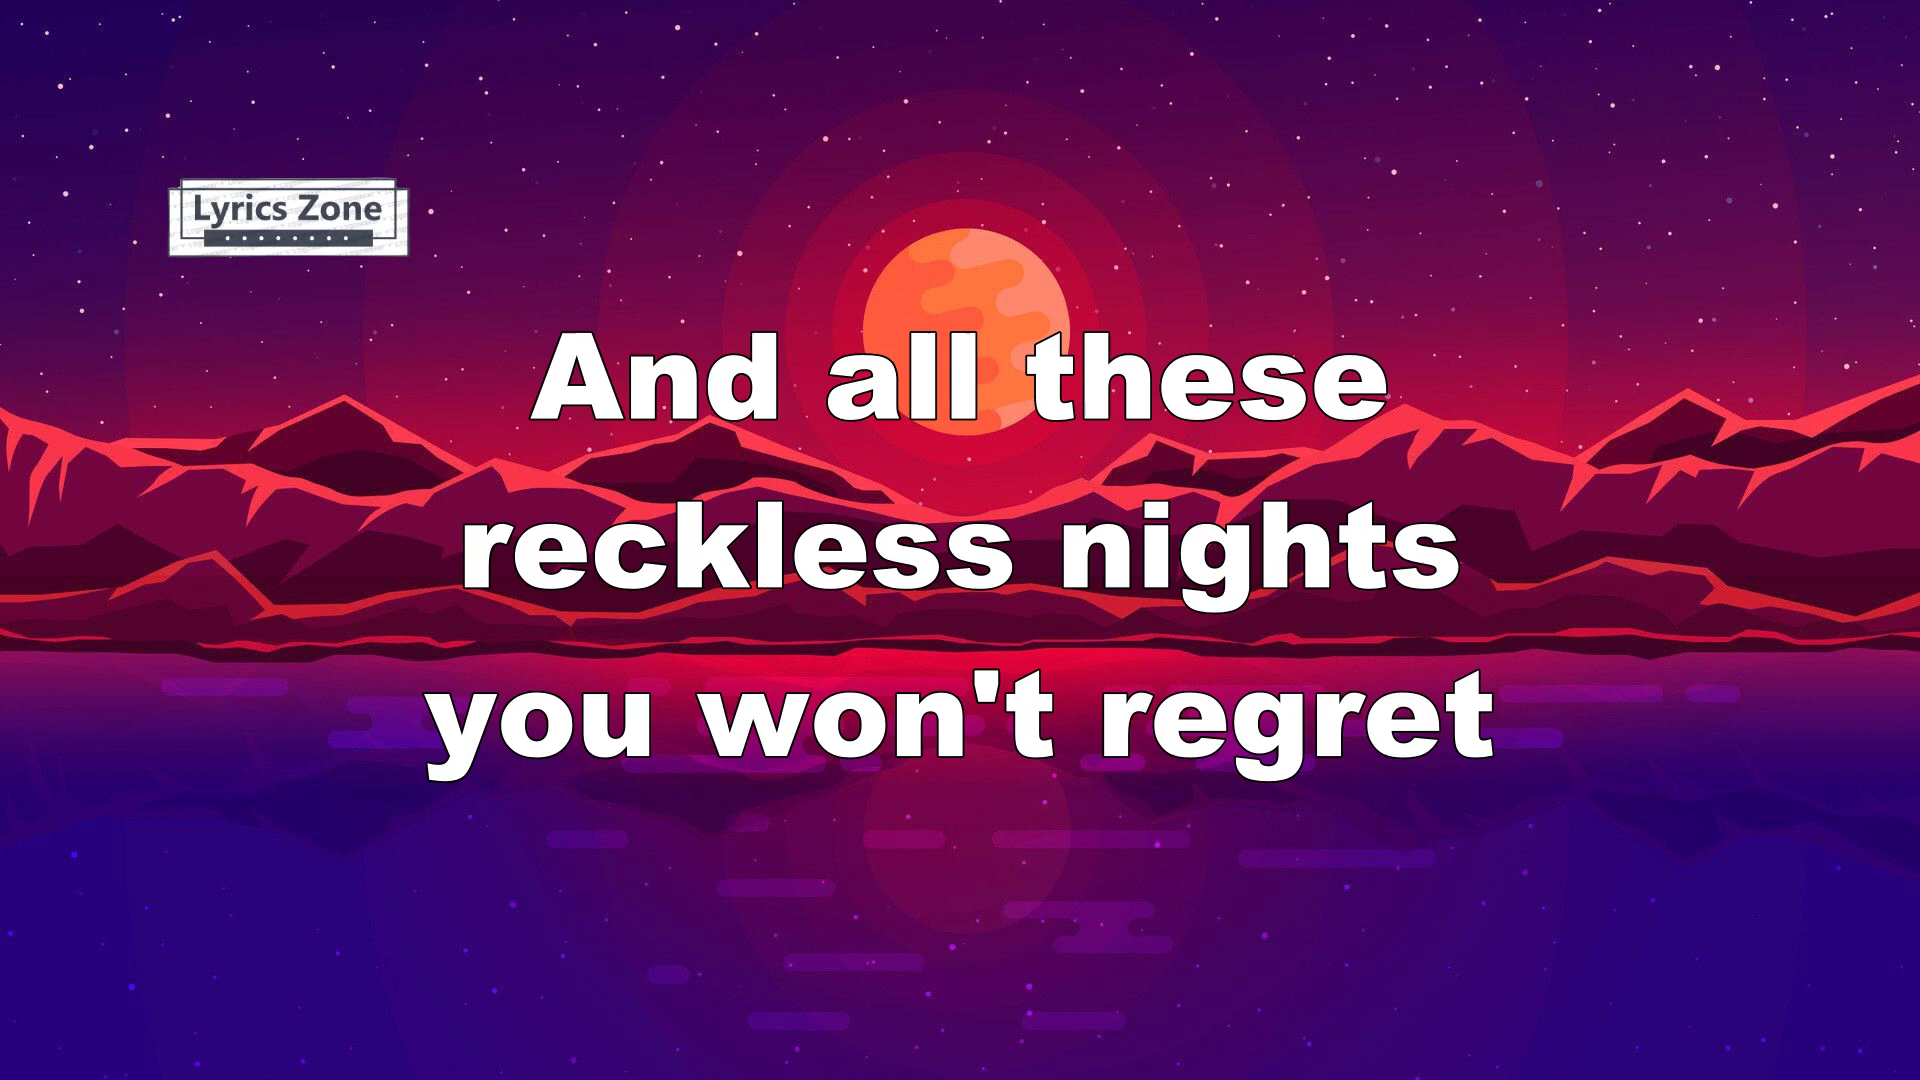 Lyrics Zone
And all these
reckless nights
you won't regret